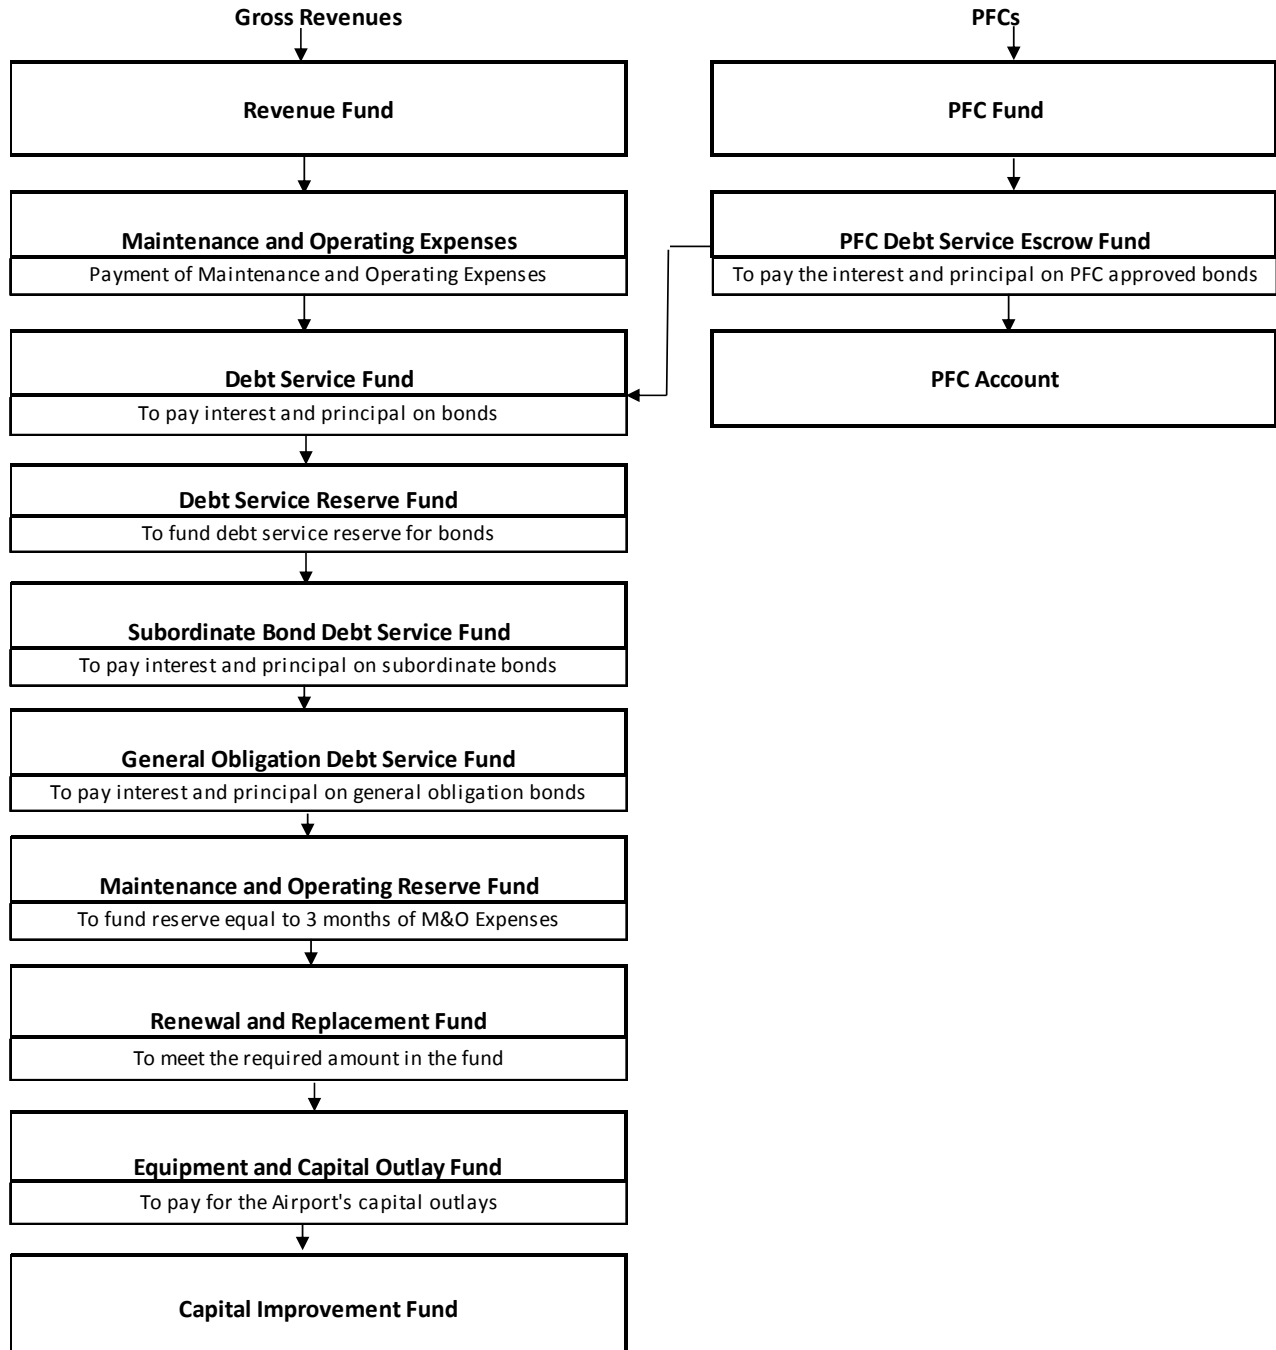 Gross Revenues
PFCs
Revenue Fund
PFC Fund
Maintenance and Operating Expenses
Payment of Maintenance and Operating Expenses
PFC Debt Service Escrow Fund
To pay the interest and principal on PFC approved bonds
Debt Service Fund
To pay interest and principal on bonds
PFC Account
Debt Service Reserve Fund
To fund debt service reserve for bonds
Subordinate Bond Debt Service Fund
To pay interest and principal on subordinate bonds
General Obligation Debt Service Fund
To pay interest and principal on general obligation bonds
Maintenance and Operating Reserve Fund
To fund reserve equal to 3 months of M&O Expenses
Renewal and Replacement Fund
To meet the required amount in the fund
Equipment and Capital Outlay Fund
To pay for the Airport's capital outlays
Capital Improvement Fund